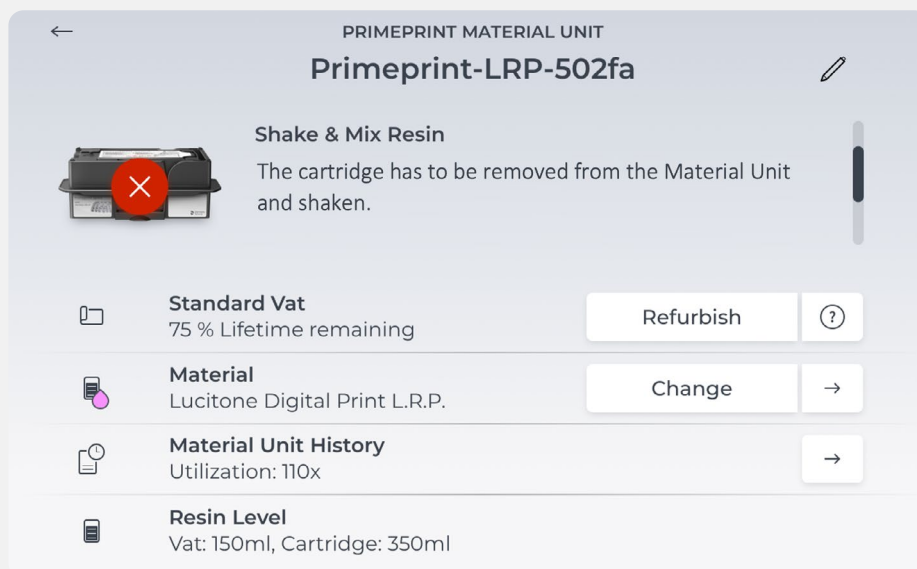 PRIMEPRINT MATERIAL UNIT
Primeprint-LRP-502fa
Shake & Mix Resin
The cartridge has to be removed from the Material Unit
and shaken.
Standard Vat
75 % Lifetime remaining
Refurbish
?
Material
Lucitone Digital Print L.R.P.
Change
Material Unit History
Utilization: 110x
Resin Level
Vat: 150ml, Cartridge: 350ml